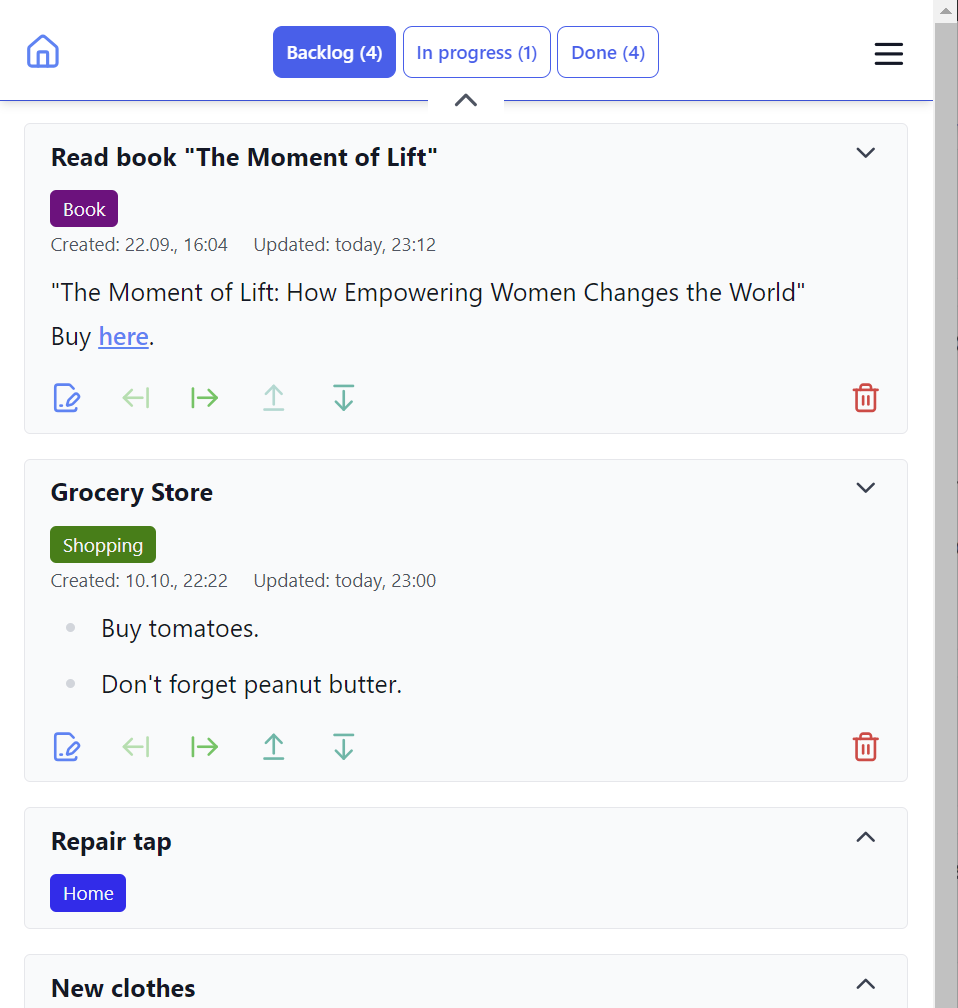 Backlog (4) In progress (1) Done (4)
Read book "The Moment of Lift"
Book
Created: 22.09., 16:04 Updated: today, 23:12
"The Moment of Lift: How Empowering Women Changes the World"
Buy here.
Grocery Store
Shopping
Created: 10.10., 22:22 Updated: today, 23:00
Buy tomatoes.
Don't forget peanut butter.
Repair tap
Home
New clothes